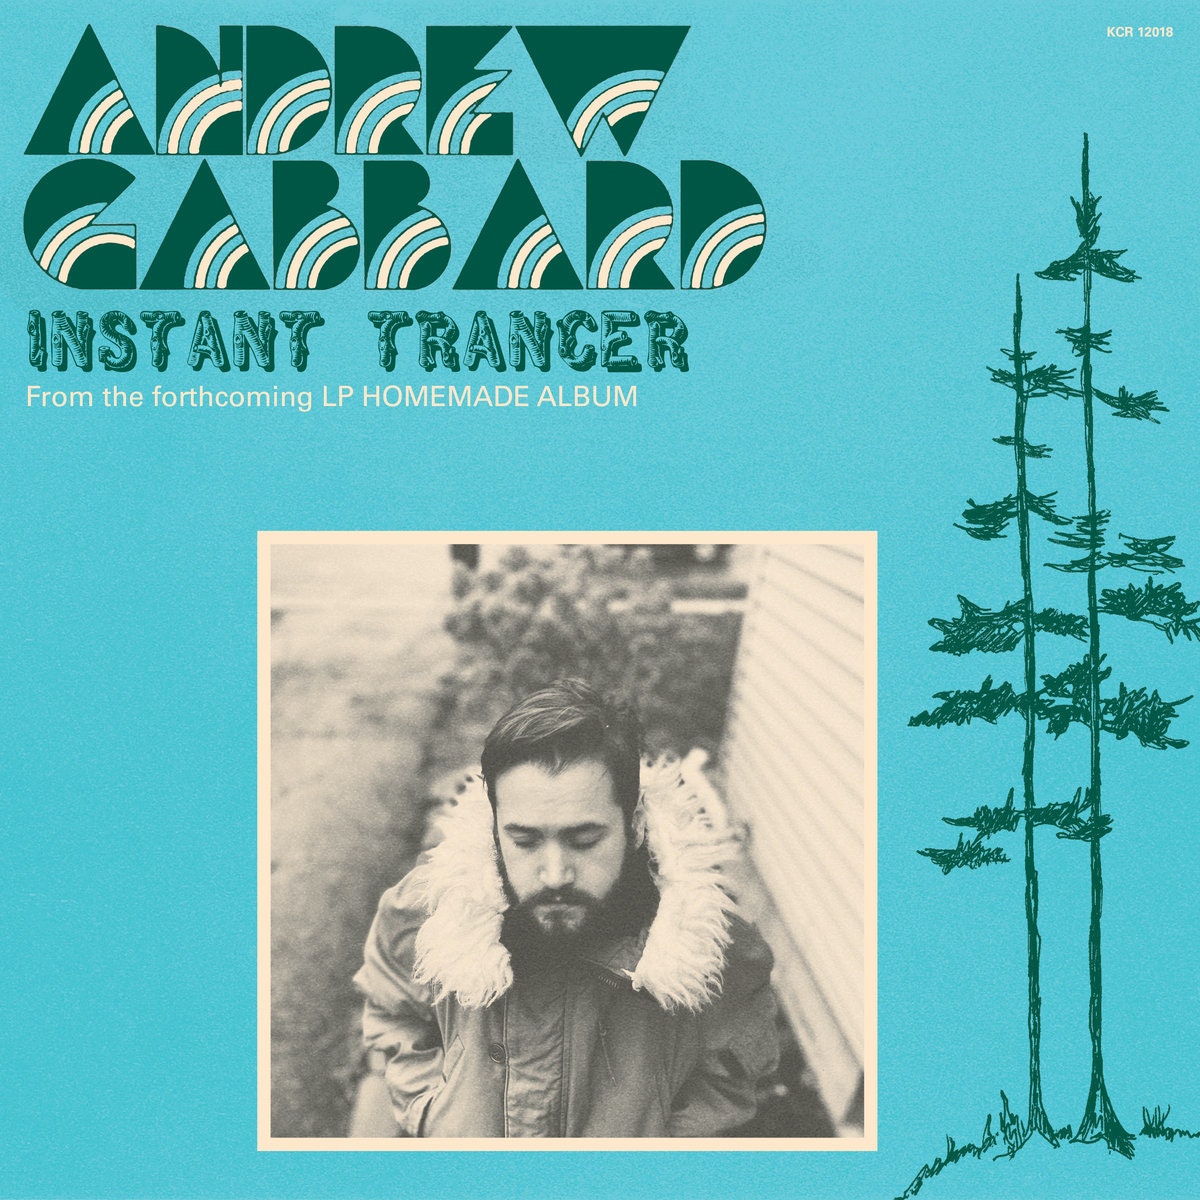 ANDREW
GABBARD
INSTANT TRANCER
From the forthcoming LP HOMEMADE ALBUM
KCR 12018